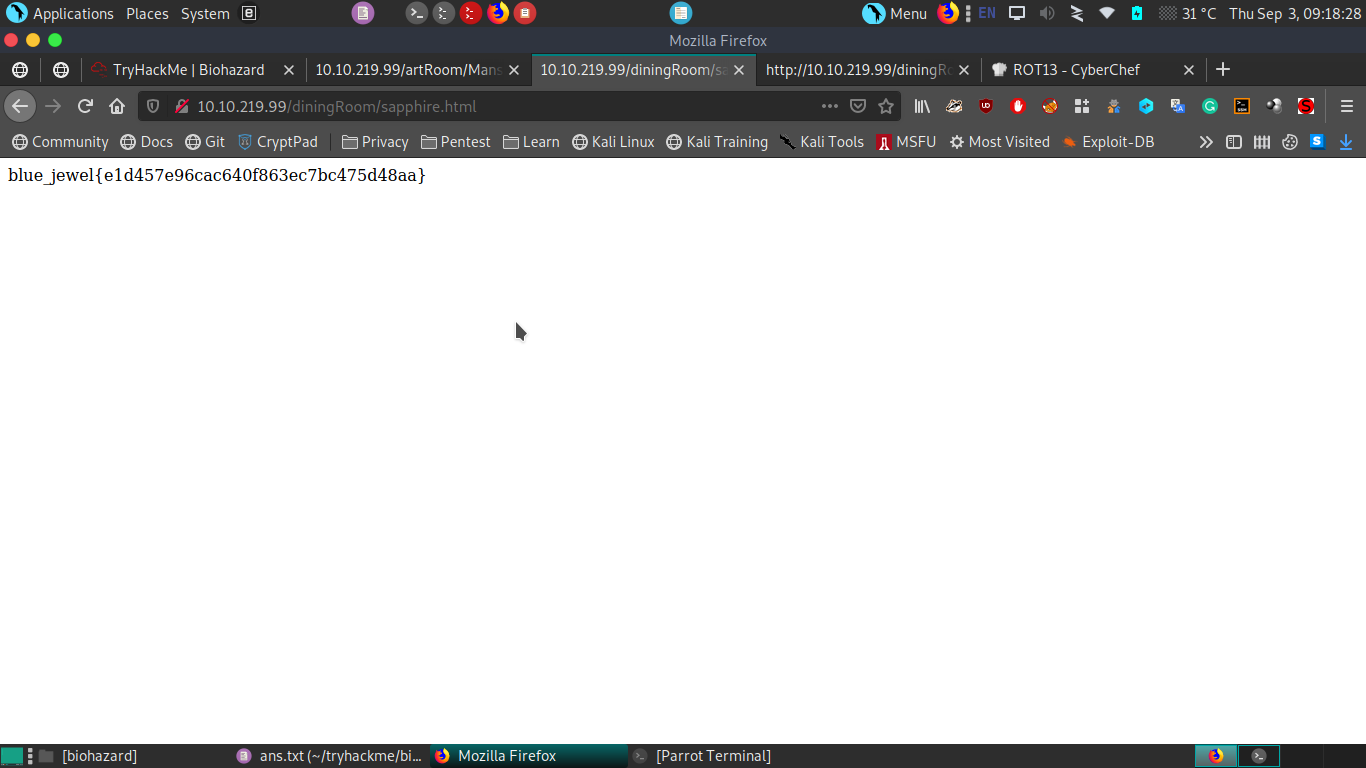 Applications Places System Menu EN 31 °C Thu Sep 3, 09:18:28
Mozilla Firefox
TryHackMe | Biohazard 10.10.219.99/artRoom/Mans 10.10.219.99/diningRoom/sa http://10.10.219.99/diningRo ROT13 - CyberChef
10.10.219.99/diningRoom/sapphire.html
Community Docs Git CryptPad Privacy Pentest Learn Kali Linux Kali Training Kali Tools MSFU Most Visited Exploit-DB
blue_jewel{e1d457e96cac640f863ec7bc475d48aa}
[biohazard] ans.txt (~/tryhackme/bi... Mozilla Firefox [Parrot Terminal]